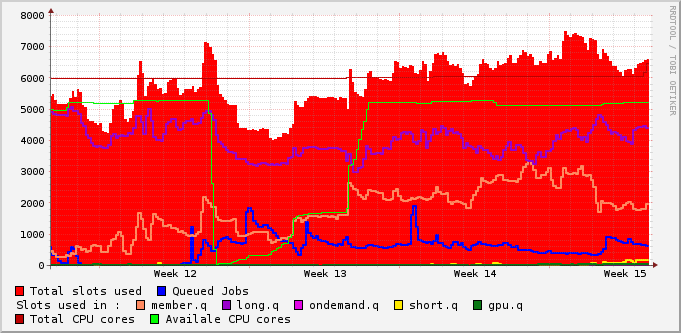 8000
7000
6000
5000
4000
3000
2000
1000
0
Week 12 Week 13 Week 14 Week 15
RRDTOOL / TOBI OETIKER
Total slots used Queued Jobs
Slots used in : member.q long.q ondemand.q short.q gpu.q
Total CPU cores Availale CPU cores